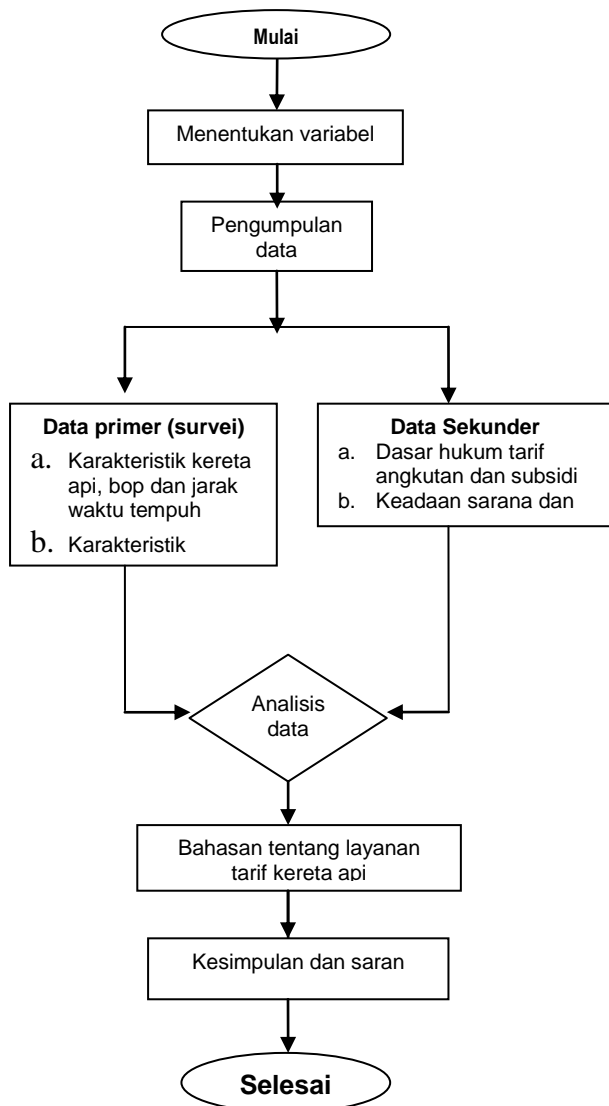 Mulai
Menentukan variabel
Pengumpulan
data
Data primer (survei)
a. Karakteristik kereta
api, bop dan jarak
waktu tempuh
b. Karakteristik
Data Sekunder
a. Dasar hukum tarif
angkutan dan subsidi
b. Keadaan sarana dan
Analisis
data
Bahasan tentang layanan
tarif kereta api
Kesimpulan dan saran
Selesai